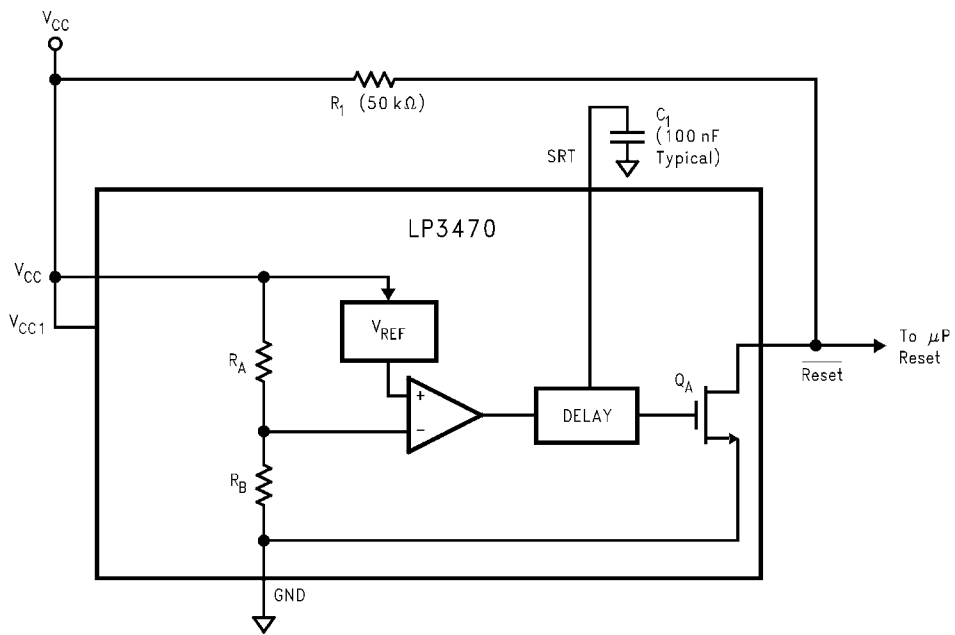 VCC
R1 (50 kΩ)
C1
(100 nF
Typical)
SRT
LP3470
VCC
VCC1
VREF
RA
+
−
DELAY
QA
To μP
Reset
Reset
RB
GND